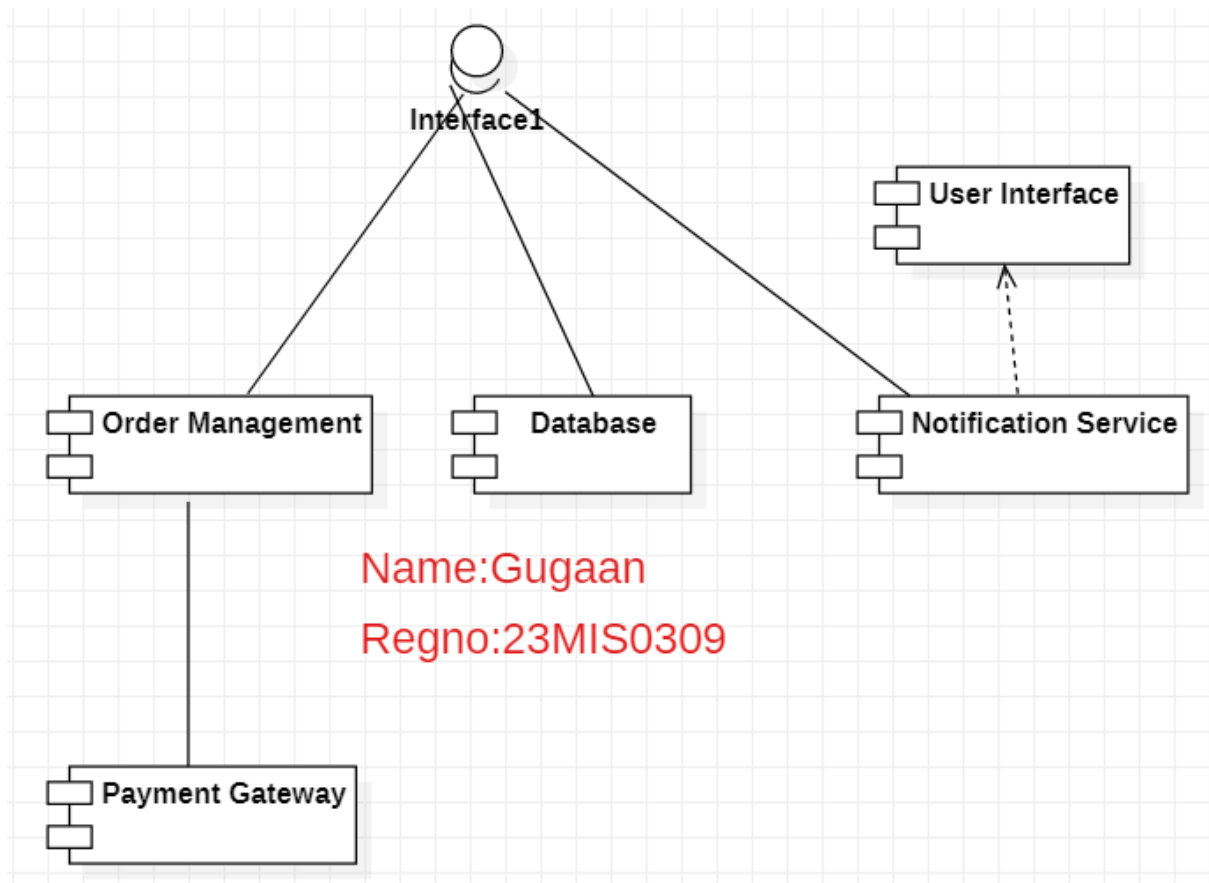 Interface1
User Interface
Order Management
Database
Notification Service
Name:Gugaan
Regno:23MIS0309
Payment Gateway